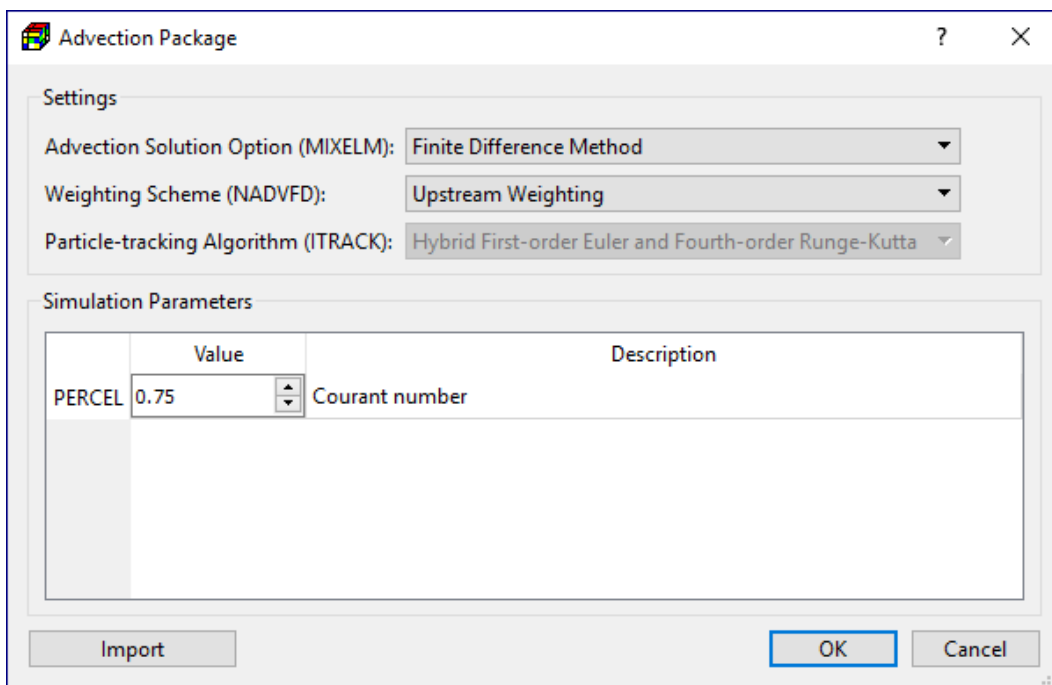 Advection Package ? ×
Settings
Advection Solution Option (MIXELM): Finite Difference Method
Weighting Scheme (NADVFD): Upstream Weighting
Particle-tracking Algorithm (ITRACK): Hybrid First-order Euler and Fourth-order Runge-Kutta
Simulation Parameters
Value Description
PERCEL 0.75 Courant number
Import OK Cancel